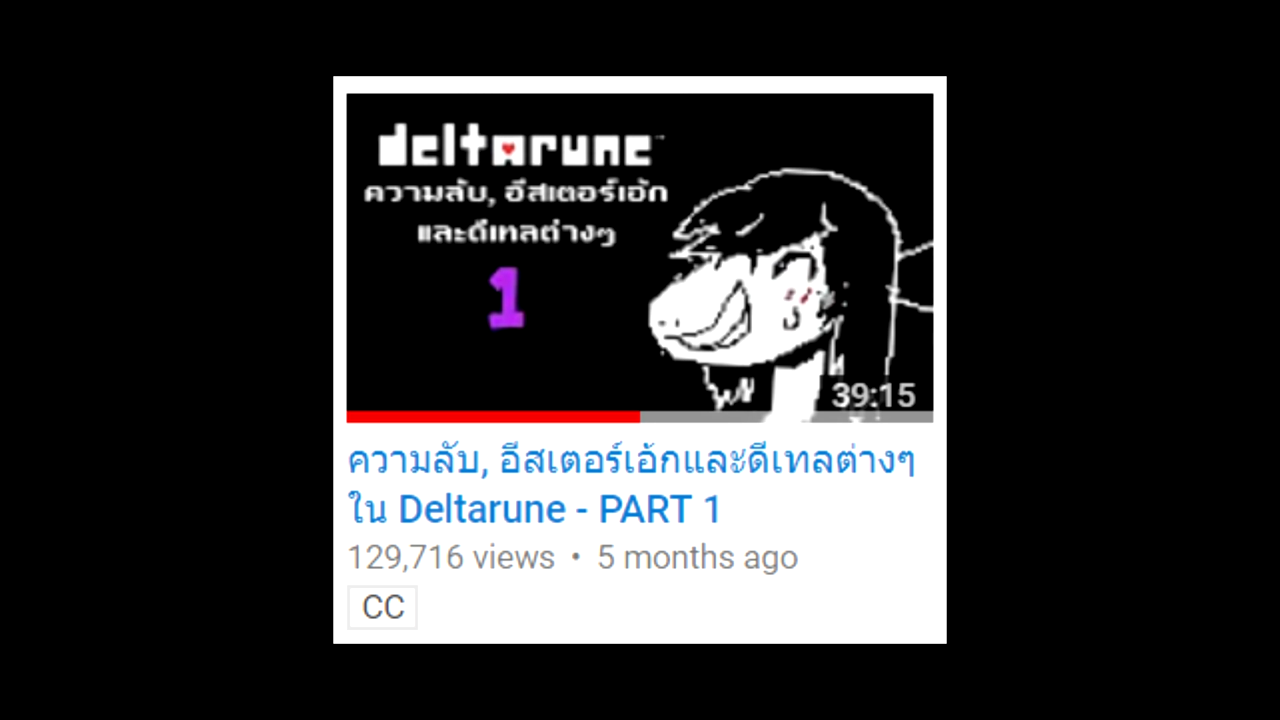 deltarune
ความลับ, อีสเตอร์เอ้ก
และดีเทลต่างๆ
1
39:15
ความลับ, อีสเตอร์เอ้กและดีเทลต่างๆ
ใน Deltarune - PART 1
129,716 views • 5 months ago
CC